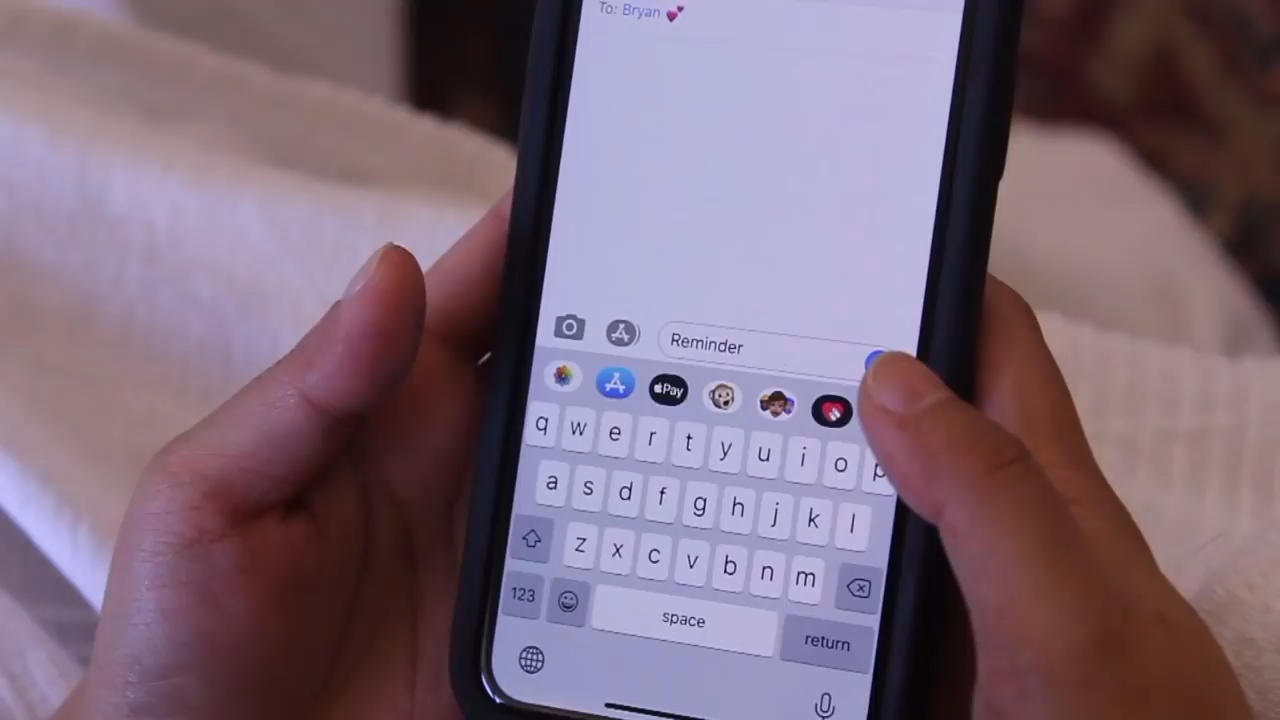 To: Bryan 💕
Reminder
Pay
q w e r t y u i o p
a s d f g h j k l
z x c v b n m
123 space return